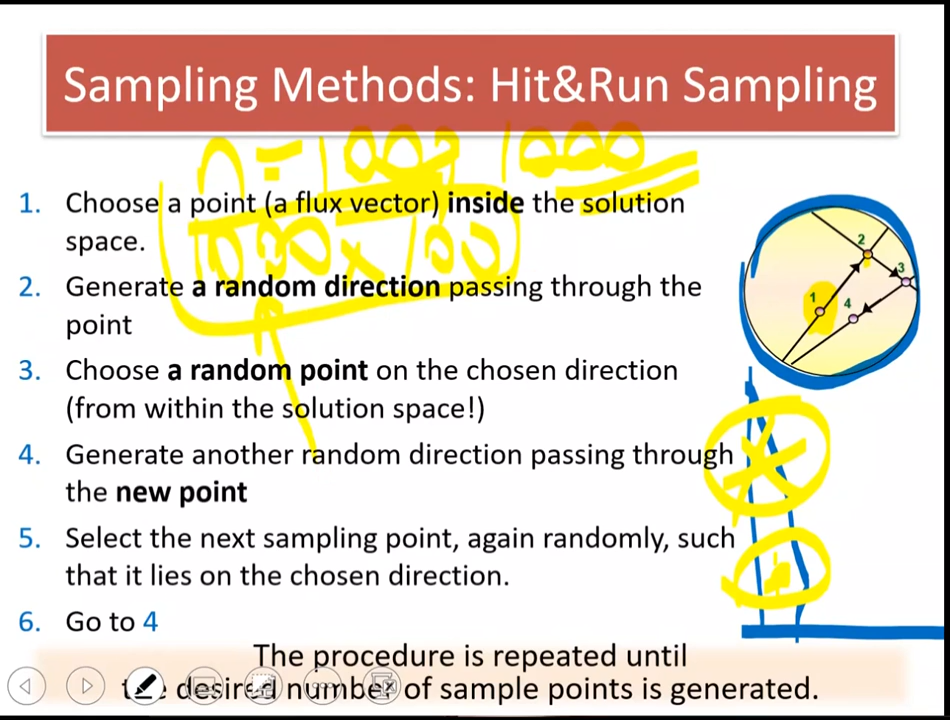 Sampling Methods: Hit&Run Sampling
n = 1000 1000
1. Choose a point (a flux vector) inside the solution
space.
1000 x 100
2. Generate a random direction passing through the
point
3. Choose a random point on the chosen direction
(from within the solution space!)
4. Generate another random direction passing through
the new point
5. Select the next sampling point, again randomly, such
that it lies on the chosen direction.
6. Go to 4
The procedure is repeated until
desired number of sample points is generated.
2
3
1
4